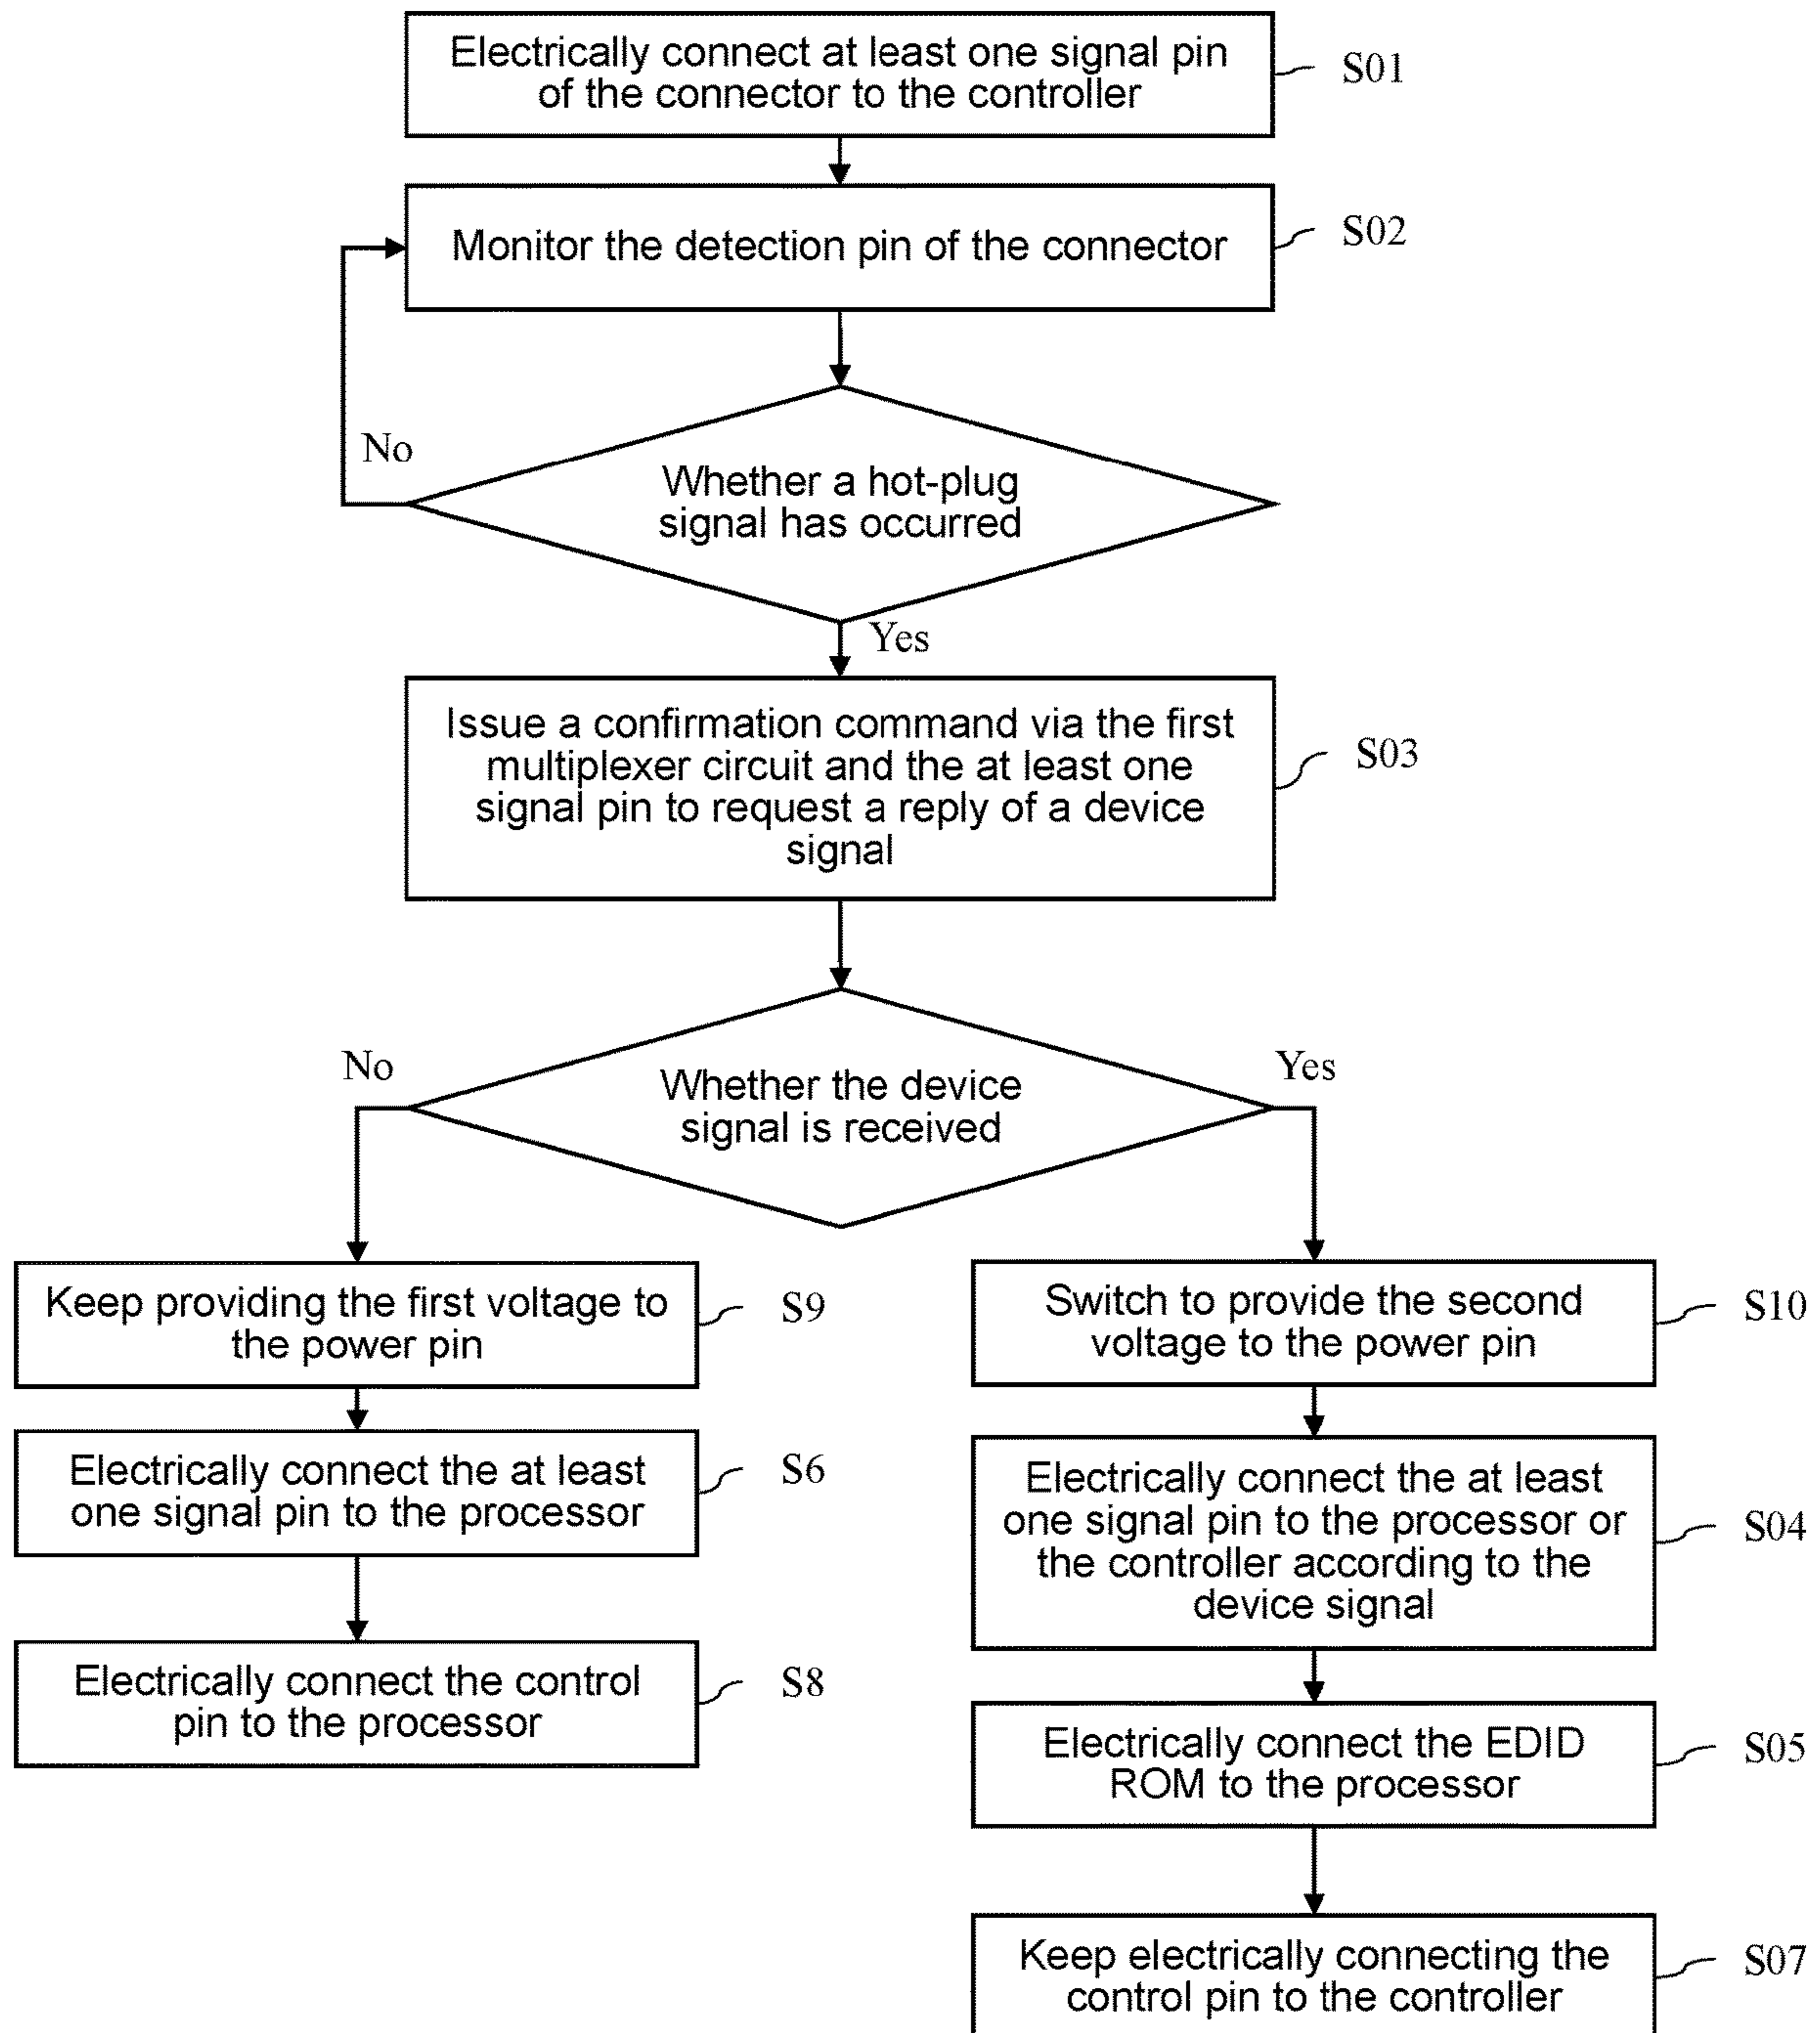 Electrically connect at least one signal pin
of the connector to the controller
S01
Monitor the detection pin of the connector
S02
No
Whether a hot-plug
signal has occurred
Yes
Issue a confirmation command via the first
multiplexer circuit and the at least one
signal pin to request a reply of a device
signal
S03
No
Whether the device
signal is received
Yes
Keep providing the first voltage to
the power pin
S9
Electrically connect the at least
one signal pin to the processor
S6
Electrically connect the control
pin to the processor
S8
Switch to provide the second
voltage to the power pin
S10
Electrically connect the at least
one signal pin to the processor or
the controller according to the
device signal
S04
Electrically connect the EDID
ROM to the processor
S05
Keep electrically connecting the
control pin to the controller
S07